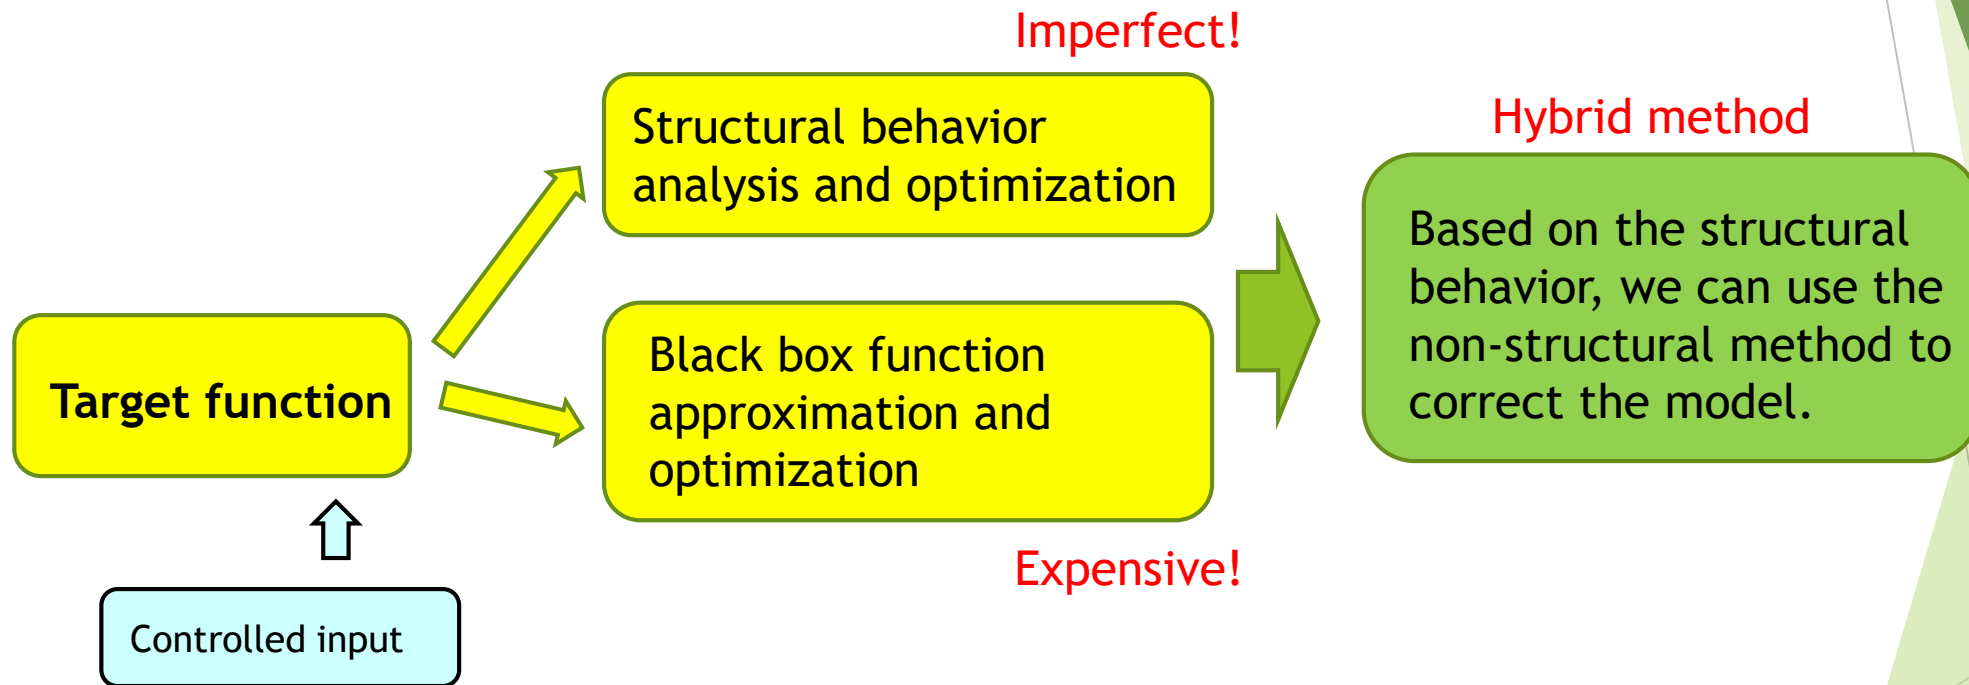 Imperfect!
Structural behavior
analysis and optimization
Hybrid method
Based on the structural
behavior, we can use the
non-structural method to
correct the model.
Target function
Black box function
approximation and
optimization
Expensive!
Controlled input